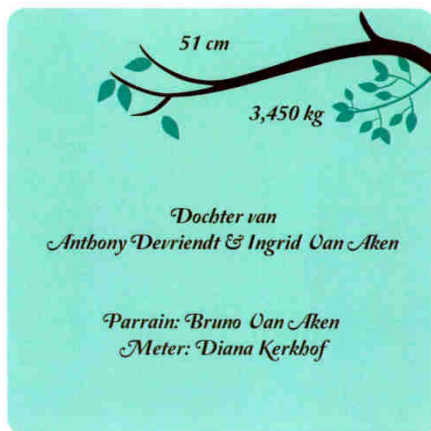 51 cm
3,450 kg
Dochter van
Anthony Devriendt & Ingrid Van Aken
Parrain: Bruno Van Aken
Meter: Diana Kerkhof